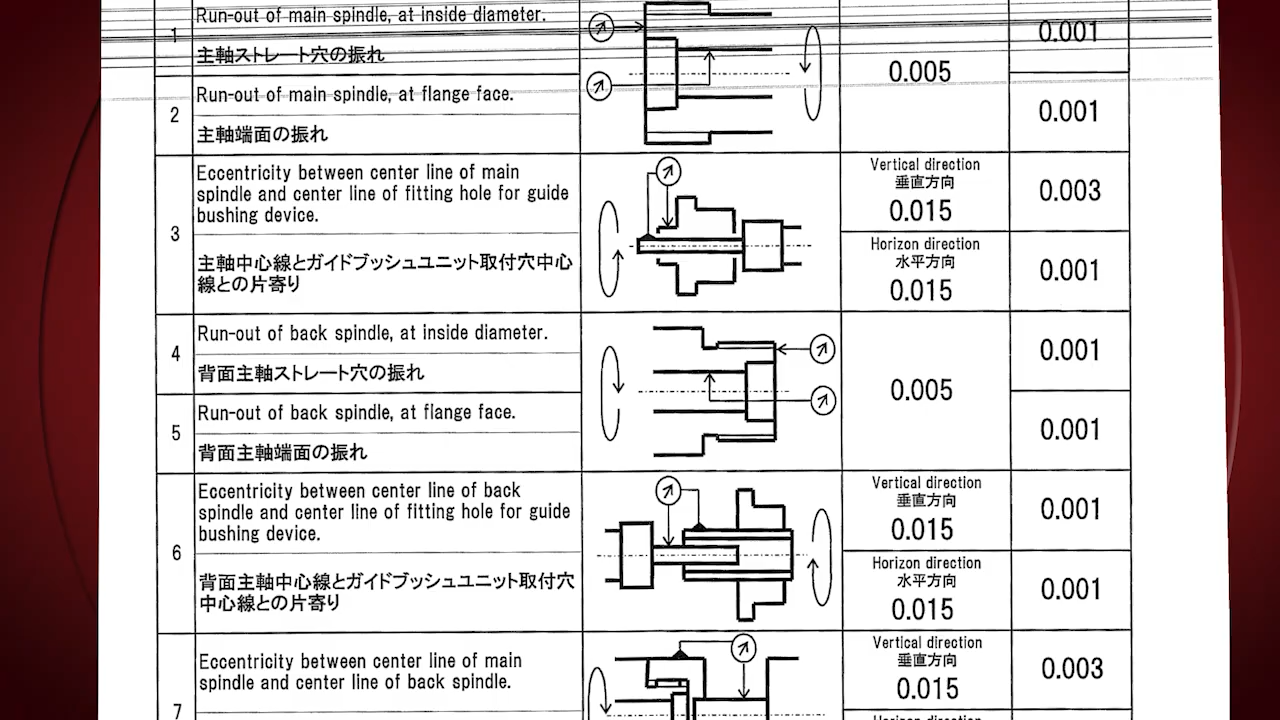 1
Run-out of main spindle, at inside diameter.
主軸ストレート穴の振れ
0.005
0.001
2
Run-out of main spindle, at flange face.
主軸端面の振れ
0.001
3
Eccentricity between center line of main
spindle and center line of fitting hole for guide
bushing device.
主軸中心線とガイドブッシュユニット取付穴中心
線との片寄り
Vertical direction
垂直方向
0.015
0.003
Horizon direction
水平方向
0.015
0.001
4
Run-out of back spindle, at inside diameter.
背面主軸ストレート穴の振れ
0.005
0.001
5
Run-out of back spindle, at flange face.
背面主軸端面の振れ
0.001
6
Eccentricity between center line of back
spindle and center line of fitting hole for guide
bushing device.
背面主軸中心線とガイドブッシュユニット取付穴
中心線との片寄り
Vertical direction
垂直方向
0.015
0.001
Horizon direction
水平方向
0.015
0.001
7
Eccentricity between center line of main
spindle and center line of back spindle.
Vertical direction
垂直方向
0.015
0.003
Horizon direction